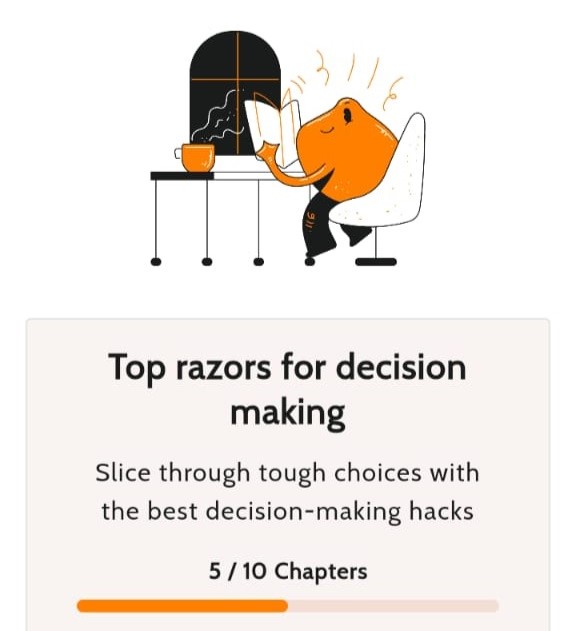 Top razors for decision
making
Slice through tough choices with
the best decision-making hacks
5 / 10 Chapters